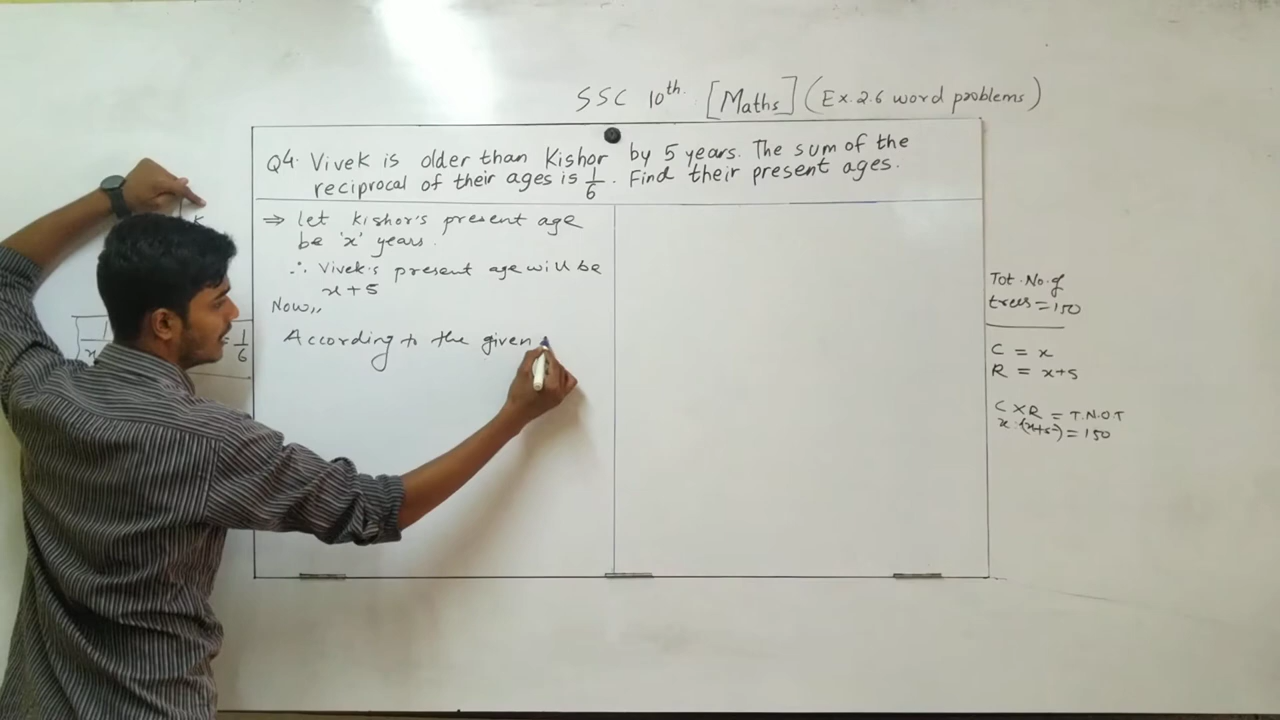 SSC 10th. [Maths] (Ex.2.6 word problems)
Q4. Vivek is older than Kishor by 5 years. The sum of the
reciprocal of their ages is 1/6. Find their present ages.
⇒ let Kishor's present age
be 'x' years.
∴ Vivek's present age will be
x + 5
Now,,
According to the given
1/x
= 1/6
Tot. No. of
trees = 150
C = x
R = x+5
C X R = T.N.O.T
x.(x+5) = 150